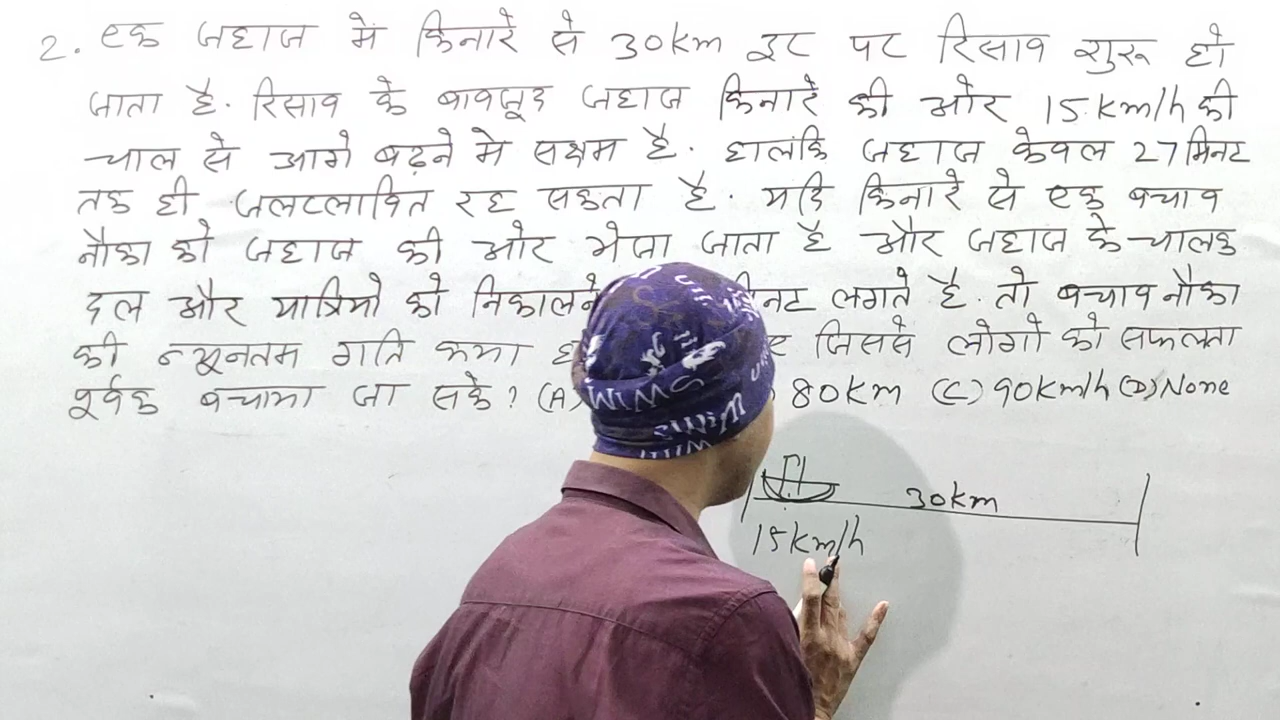 2. एक जहाज में किनारे से 30km दूर पर रिसाव शुरू हो
जाता है. रिसाव के बावजूद जहाज किनारे की ओर 15 km/h की
चाल से आगे बढ़ने मे सक्षम है. हालंकि जहाज केवल 27 मिनट
तक ही जलप्लावित रह सकता है. यदि किनारे से एक बचाव
नौका को जहाज की ओर भेजा जाता है और जहाज के चालक
दल और यात्रियो को निकालने मिनट लगते है. तो बचाव नौका
की न्यूनतम गति क्या जिससे लोगो को सफलता
पूर्वक बचाया जा सके? (A) 80km (C) 90km/h (D) None
30km
15km/h